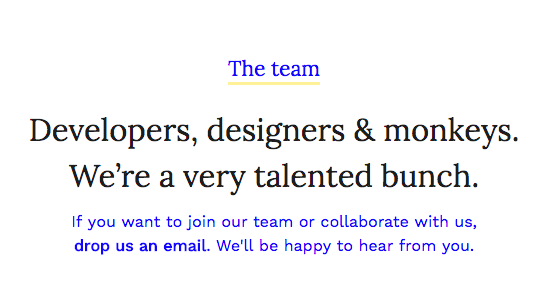 The team
Developers, designers & monkeys.
We’re a very talented bunch.
If you want to join our team or collaborate with us,
drop us an email. We'll be happy to hear from you.